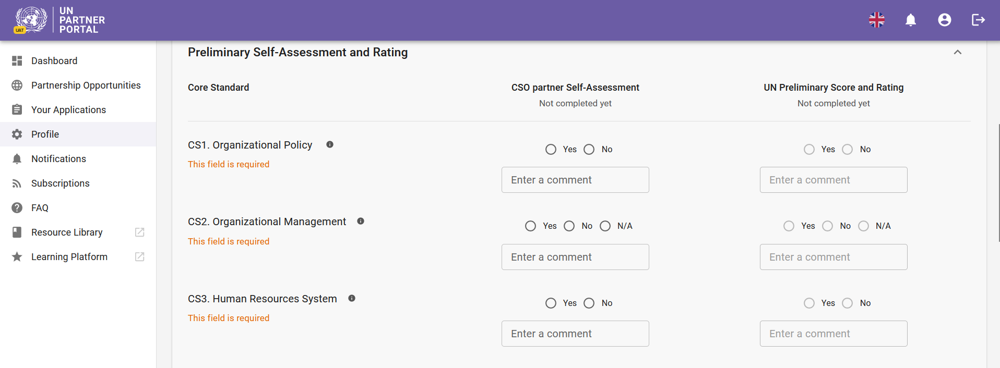 UN
PARTNER
PORTAL
UAT
Dashboard
Partnership Opportunities
Your Applications
Profile
Notifications
Subscriptions
FAQ
Resource Library
Learning Platform
Preliminary Self-Assessment and Rating
Core Standard
CSO partner Self-Assessment
UN Preliminary Score and Rating
Not completed yet
Not completed yet
CS1. Organizational Policy
Yes No
Yes No
This field is required
Enter a comment
Enter a comment
CS2. Organizational Management
Yes No N/A
Yes No N/A
This field is required
Enter a comment
Enter a comment
CS3. Human Resources System
Yes No
Yes No
This field is required
Enter a comment
Enter a comment